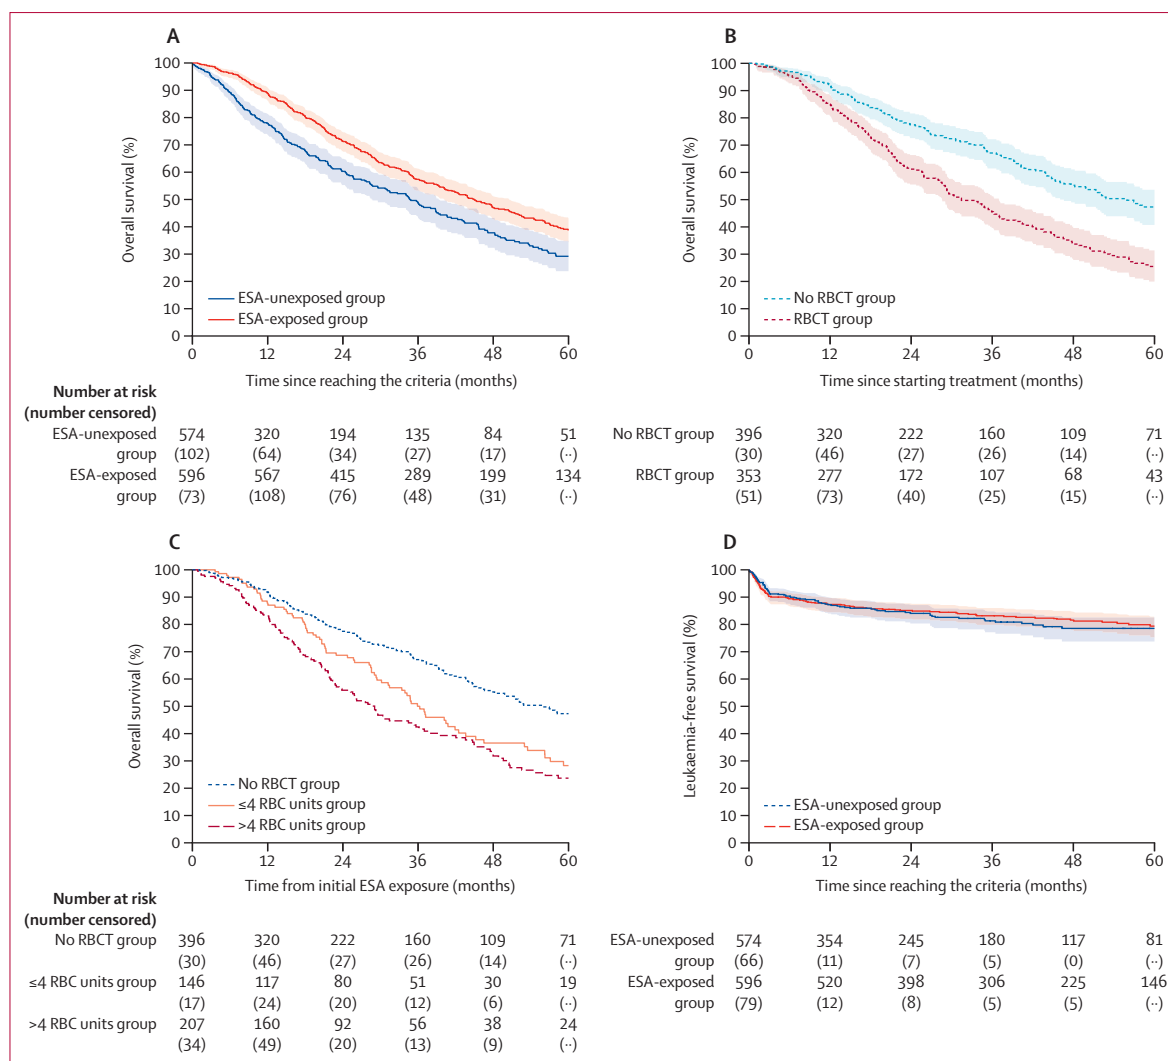 A
100
90
80
70
60
50
40
30
20
10
0
Overall survival (%)
ESA-unexposed group
ESA-exposed group
0 12 24 36 48 60
Time since reaching the criteria (months)
Number at risk
(number censored)
ESA-unexposed 574 320 194 135 84 51
group (102) (64) (34) (27) (17) (··)
ESA-exposed 596 567 415 289 199 134
group (73) (108) (76) (48) (31) (··)
B
100
90
80
70
60
50
40
30
20
10
0
Overall survival (%)
No RBCT group
RBCT group
0 12 24 36 48 60
Time since starting treatment (months)
No RBCT group 396 320 222 160 109 71
(30) (46) (27) (26) (14) (··)
RBCT group 353 277 172 107 68 43
(51) (73) (40) (25) (15) (··)
C
100
90
80
70
60
50
40
30
20
10
0
Overall survival (%)
No RBCT group
≤4 RBC units group
>4 RBC units group
0 12 24 36 48 60
Time from initial ESA exposure (months)
Number at risk
(number censored)
No RBCT group 396 320 222 160 109 71
(30) (46) (27) (26) (14) (··)
≤4 RBC units group 146 117 80 51 30 19
(17) (24) (20) (12) (6) (··)
>4 RBC units group 207 160 92 56 38 24
(34) (49) (20) (13) (9) (··)
D
100
90
80
70
60
50
40
30
20
10
0
Leukaemia-free survival (%)
ESA-unexposed group
ESA-exposed group
0 12 24 36 48 60
Time since reaching the criteria (months)
ESA-unexposed 574 354 245 180 117 81
group (66) (11) (7) (5) (0) (··)
ESA-exposed 596 520 398 306 225 146
group (79) (12) (8) (5) (5) (··)